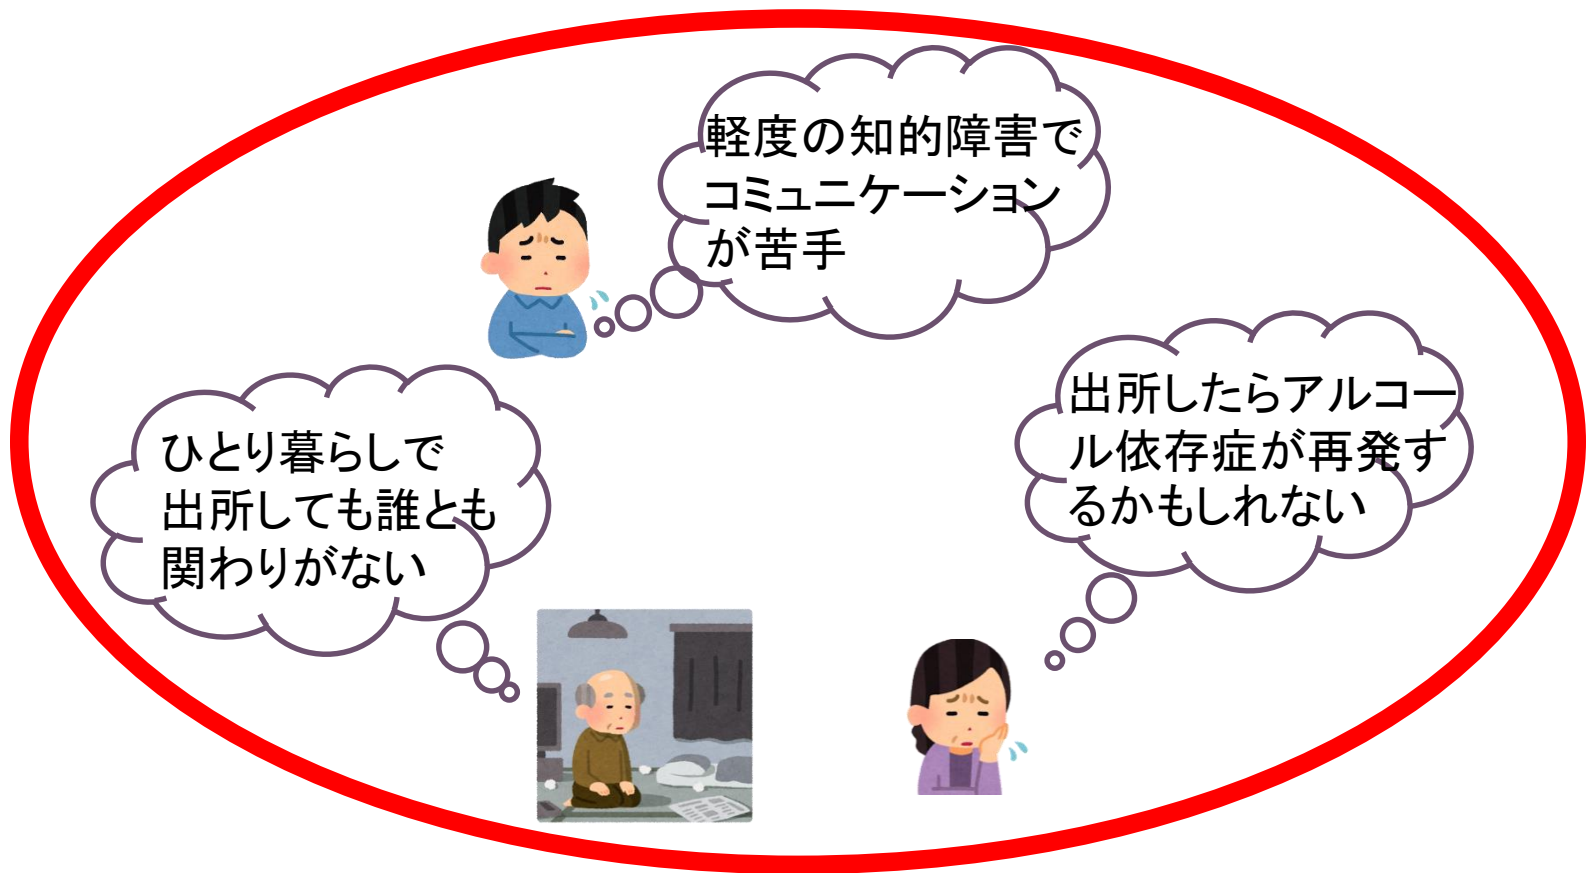 軽度の知的障害で
コミュニケーション
が苦手
ひとり暮らしで
出所しても誰とも
関わりがない
出所したらアルコー
ル依存症が再発す
るかもしれない